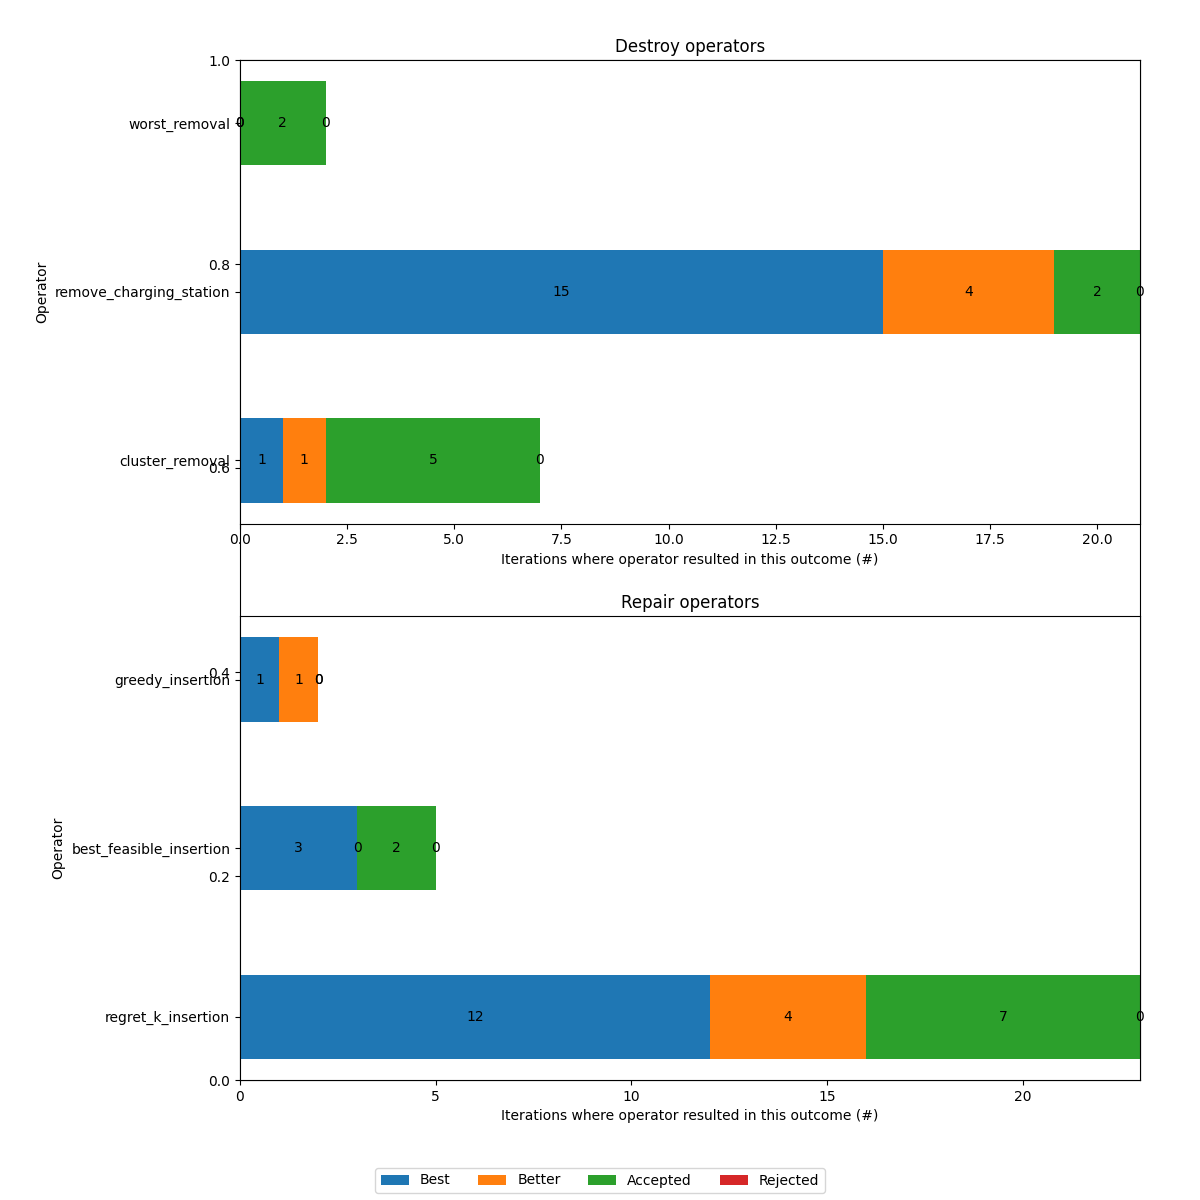 Destroy operators
1.0
worst_removal 0 0 2 0
0.8
Operator
remove_charging_station 15 4 2 0
cluster_removal 1 1 5 0
0.6
0.0 2.5 5.0 7.5 10.0 12.5 15.0 17.5 20.0
Iterations where operator resulted in this outcome (#)
Repair operators
0.4
greedy_insertion 1 1 0 0
Operator
best_feasible_insertion 3 0 2 0
0.2
regret_k_insertion 12 4 7 0
0.0
0 5 10 15 20
Iterations where operator resulted in this outcome (#)
Best Better Accepted Rejected